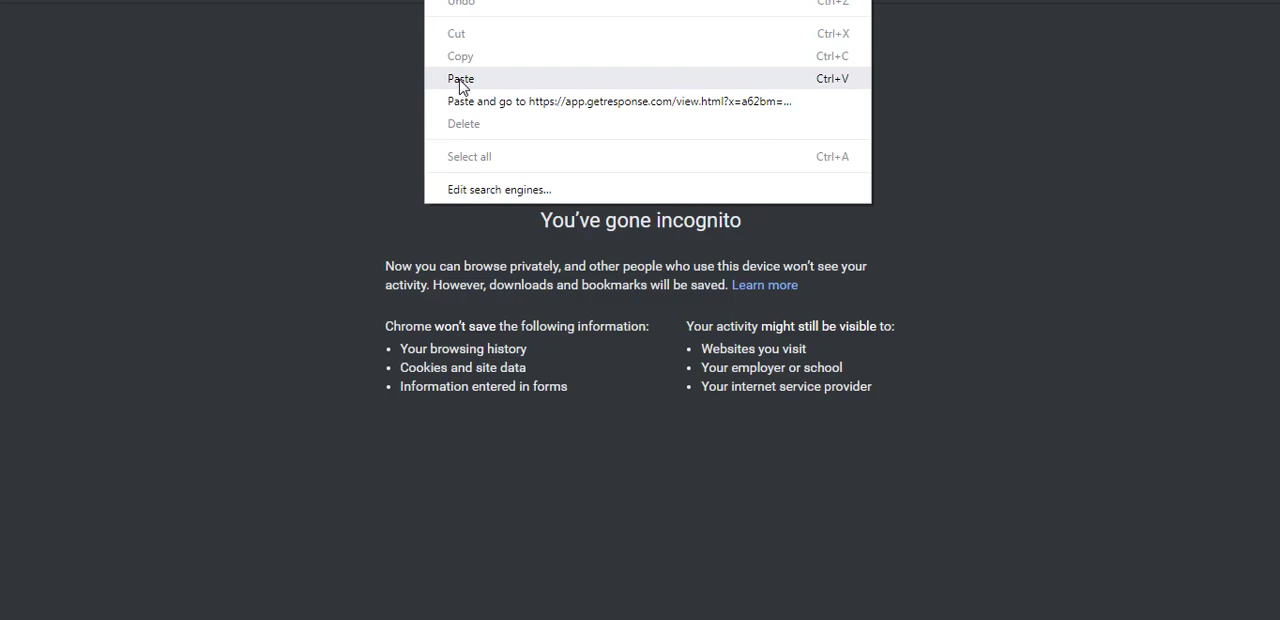 Undo Ctrl+Z
Cut Ctrl+X
Copy Ctrl+C
Paste Ctrl+V
Paste and go to https://app.getresponse.com/view.html?x=a62bm=...
Delete
Select all Ctrl+A
Edit search engines...
You've gone incognito
Now you can browse privately, and other people who use this device won't see your
activity. However, downloads and bookmarks will be saved. Learn more
Chrome won't save the following information:
• Your browsing history
• Cookies and site data
• Information entered in forms
Your activity might still be visible to:
• Websites you visit
• Your employer or school
• Your internet service provider